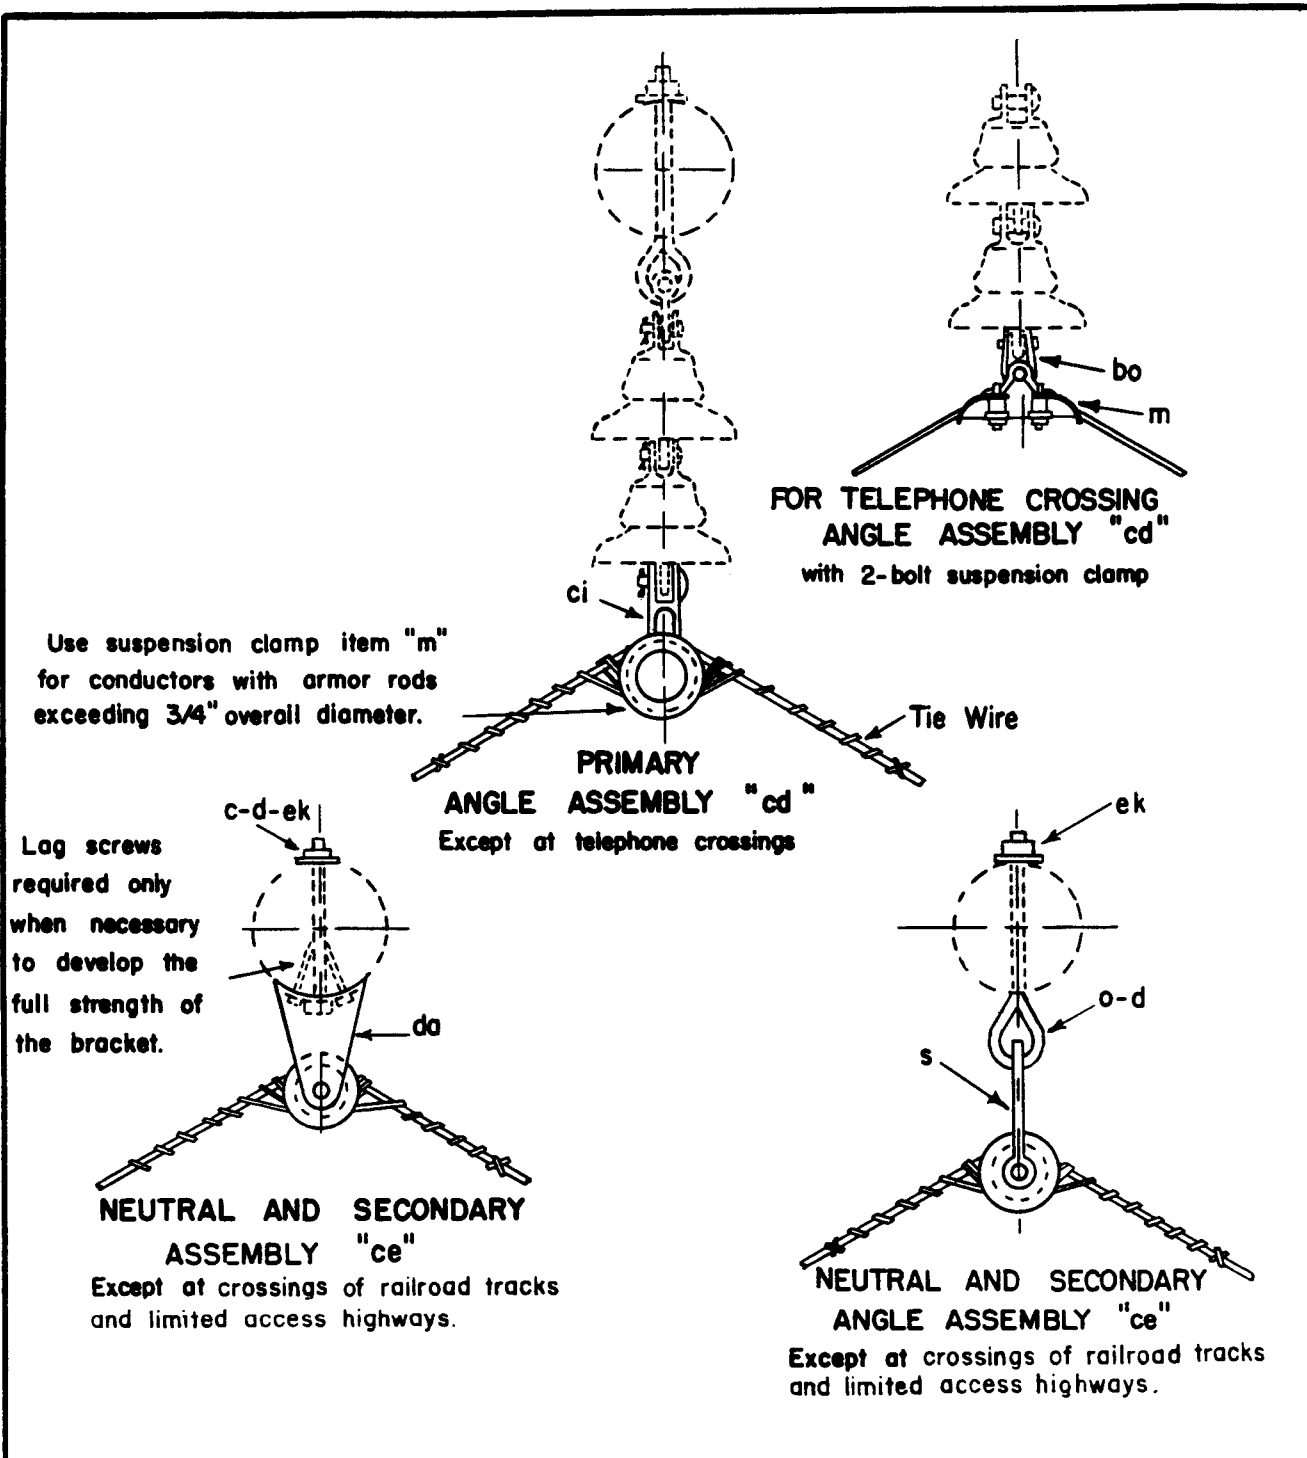 bo
m
FOR TELEPHONE CROSSING
ANGLE ASSEMBLY "cd"
with 2-bolt suspension clamp
ci
Use suspension clamp item "m"
for conductors with armor rods
exceeding 3/4" overall diameter.
Tie Wire
PRIMARY
ANGLE ASSEMBLY "cd"
Except at telephone crossings
c-d-ek
Lag screws
required only
when necessary
to develop the
full strength of
the bracket.
da
NEUTRAL AND SECONDARY
ASSEMBLY "ce"
Except at crossings of railroad tracks
and limited access highways.
ek
o-d
s
NEUTRAL AND SECONDARY
ANGLE ASSEMBLY "ce"
Except at crossings of railroad tracks
and limited access highways.